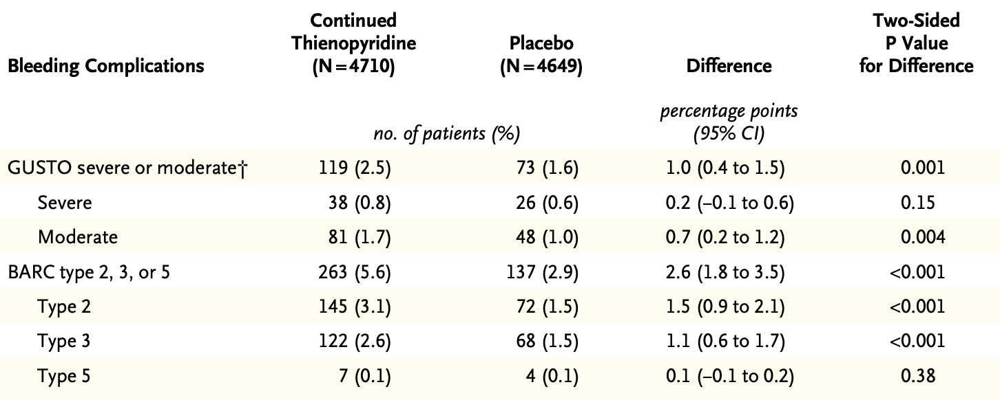 Bleeding Complications Continued Thienopyridine (N=4710) Placebo (N=4649) Difference Two-Sided P Value for Difference
no. of patients (%) percentage points (95% CI)
GUSTO severe or moderate† 119 (2.5) 73 (1.6) 1.0 (0.4 to 1.5) 0.001
Severe 38 (0.8) 26 (0.6) 0.2 (–0.1 to 0.6) 0.15
Moderate 81 (1.7) 48 (1.0) 0.7 (0.2 to 1.2) 0.004
BARC type 2, 3, or 5 263 (5.6) 137 (2.9) 2.6 (1.8 to 3.5) <0.001
Type 2 145 (3.1) 72 (1.5) 1.5 (0.9 to 2.1) <0.001
Type 3 122 (2.6) 68 (1.5) 1.1 (0.6 to 1.7) <0.001
Type 5 7 (0.1) 4 (0.1) 0.1 (–0.1 to 0.2) 0.38